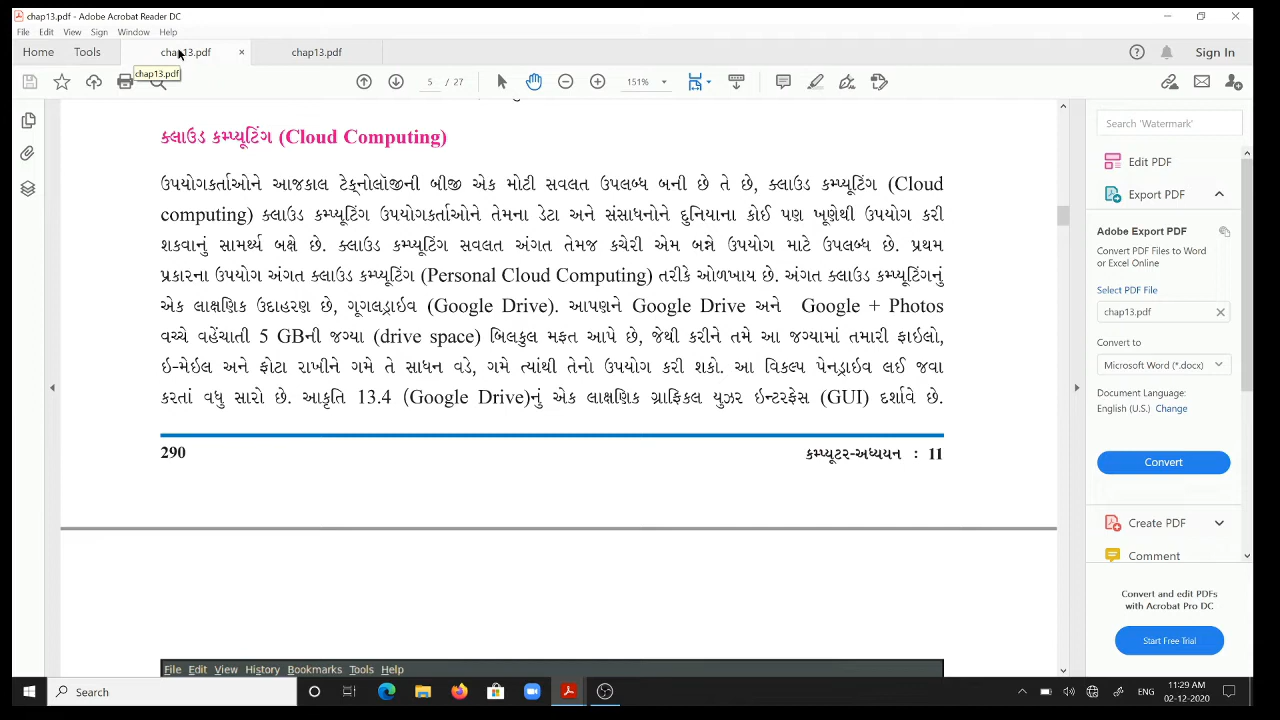 chap13.pdf - Adobe Acrobat Reader DC
File Edit View Sign Window Help
Home Tools chap13.pdf × chap13.pdf Sign In
chap13.pdf
5 / 27 151%
ક્લાઉડ કમ્પ્યૂટિંગ (Cloud Computing)
ઉપયોગકર્તાઓને આજકાલ ટેક્નોલૉજીની બીજી એક મોટી સવલત ઉપલબ્ધ બની છે તે છે, ક્લાઉડ કમ્પ્યૂટિંગ (Cloud
computing) ક્લાઉડ કમ્પ્યૂટિંગ ઉપયોગકર્તાઓને તેમના ડેટા અને સંસાધનોને દુનિયાના કોઈ પણ ખૂણેથી ઉપયોગ કરી
શકવાનું સામર્થ્ય બક્ષે છે. ક્લાઉડ કમ્પ્યૂટિંગ સવલત અંગત તેમજ કચેરી એમ બન્ને ઉપયોગ માટે ઉપલબ્ધ છે. પ્રથમ
પ્રકારના ઉપયોગ અંગત ક્લાઉડ કમ્પ્યૂટિંગ (Personal Cloud Computing) તરીકે ઓળખાય છે. અંગત ક્લાઉડ કમ્પ્યૂટિંગનું
એક લાક્ષણિક ઉદાહરણ છે, ગૂગલડ્રાઇવ (Google Drive). આપણને Google Drive અને Google + Photos
વચ્ચે વહેંચાતી 5 GBની જગ્યા (drive space) બિલકુલ મફત આપે છે, જેથી કરીને તમે આ જગ્યામાં તમારી ફાઇલો,
ઇ-મેઇલ અને ફોટા રાખીને ગમે તે સાધન વડે, ગમે ત્યાંથી તેનો ઉપયોગ કરી શકો. આ વિકલ્પ પેનડ્રાઇવ લઈ જવા
કરતાં વધુ સારો છે. આકૃતિ 13.4 (Google Drive)નું એક લાક્ષણિક ગ્રાફિકલ યુઝર ઇન્ટરફેસ (GUI) દર્શાવે છે.
290 કમ્પ્યૂટર-અધ્યયન : 11
File Edit View History Bookmarks Tools Help
Search 'Watermark'
Edit PDF
Export PDF
Adobe Export PDF
Convert PDF Files to Word
or Excel Online
Select PDF File
chap13.pdf ×
Convert to
Microsoft Word (*.docx)
Document Language:
English (U.S.) Change
Convert
Create PDF
Comment
Convert and edit PDFs
with Acrobat Pro DC
Start Free Trial
Search
ENG
11:29 AM
02-12-2020